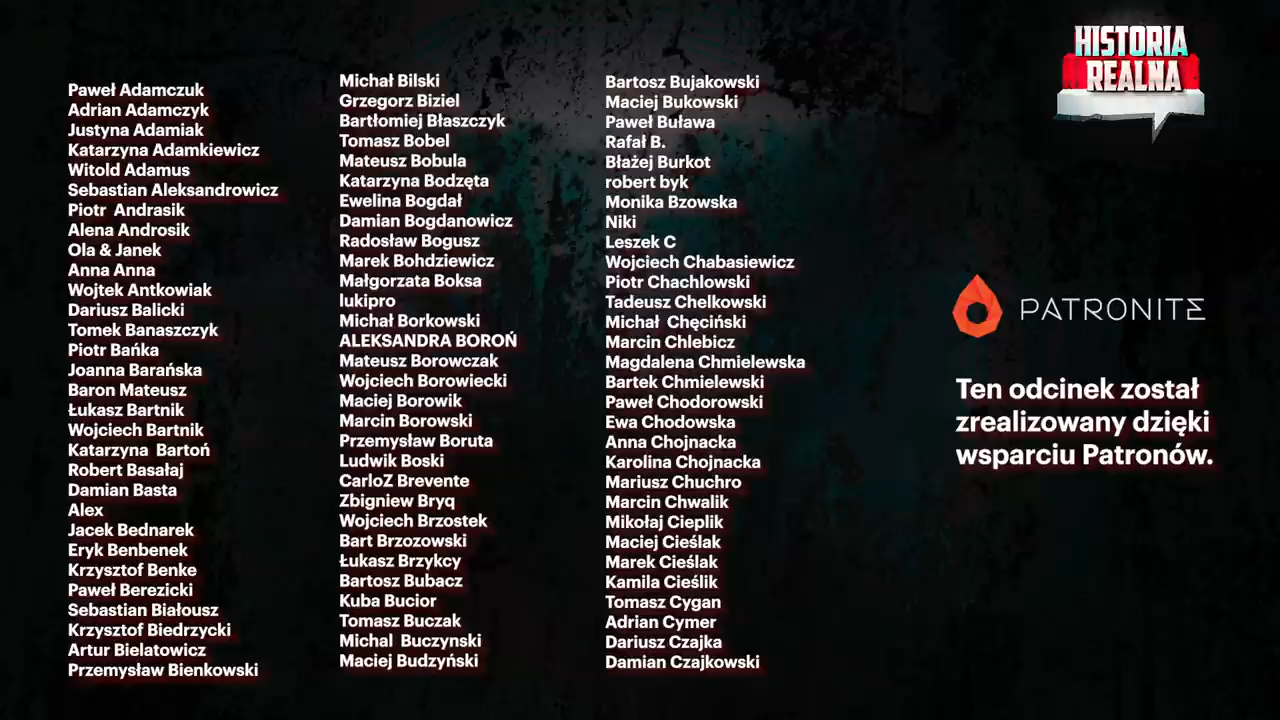 Paweł Adamczuk
Adrian Adamczyk
Justyna Adamiak
Katarzyna Adamkiewicz
Witold Adamus
Sebastian Aleksandrowicz
Piotr  Andrasik
Alena Androsik
Ola & Janek
Anna Anna
Wojtek Antkowiak
Dariusz Balicki
Tomek Banaszczyk
Piotr Bańka
Joanna Barańska
Baron Mateusz
Łukasz Bartnik
Wojciech Bartnik
Katarzyna  Bartoń
Robert Basałaj
Damian Basta
Alex
Jacek Bednarek
Eryk Benbenek
Krzysztof Benke
Paweł Berezicki
Sebastian Białousz
Krzysztof Biedrzycki
Artur Bielatowicz
Przemysław Bienkowski
Michał Bilski
Grzegorz Biziel
Bartłomiej Błaszczyk
Tomasz Bobel
Mateusz Bobula
Katarzyna Bodzęta
Ewelina Bogdał
Damian Bogdanowicz
Radosław Bogusz
Marek Bohdziewicz
Małgorzata Boksa
lukipro
Michał Borkowski
ALEKSANDRA BOROŃ
Mateusz Borowczak
Wojciech Borowiecki
Maciej Borowik
Marcin Borowski
Przemysław Boruta
Ludwik Boski
CarloZ Brevente
Zbigniew Bryq
Wojciech Brzostek
Bart Brzozowski
Łukasz Brzykcy
Bartosz Bubacz
Kuba Bucior
Tomasz Buczak
Michal  Buczynski
Maciej Budzyński
Bartosz Bujakowski
Maciej Bukowski
Paweł Buława
Rafał B.
Błażej Burkot
robert byk
Monika Bzowska
Niki
Leszek C
Wojciech Chabasiewicz
Piotr Chachlowski
Tadeusz Chelkowski
Michał  Chęciński
Marcin Chlebicz
Magdalena Chmielewska
Bartek Chmielewski
Paweł Chodorowski
Ewa Chodowska
Anna Chojnacka
Karolina Chojnacka
Mariusz Chuchro
Marcin Chwalik
Mikołaj Cieplik
Maciej Cieślak
Marek Cieślak
Kamila Cieślik
Tomasz Cygan
Adrian Cymer
Dariusz Czajka
Damian Czajkowski
HISTORIA
REALNA
PATRONITE
Ten odcinek został
zrealizowany dzięki
wsparciu Patronów.